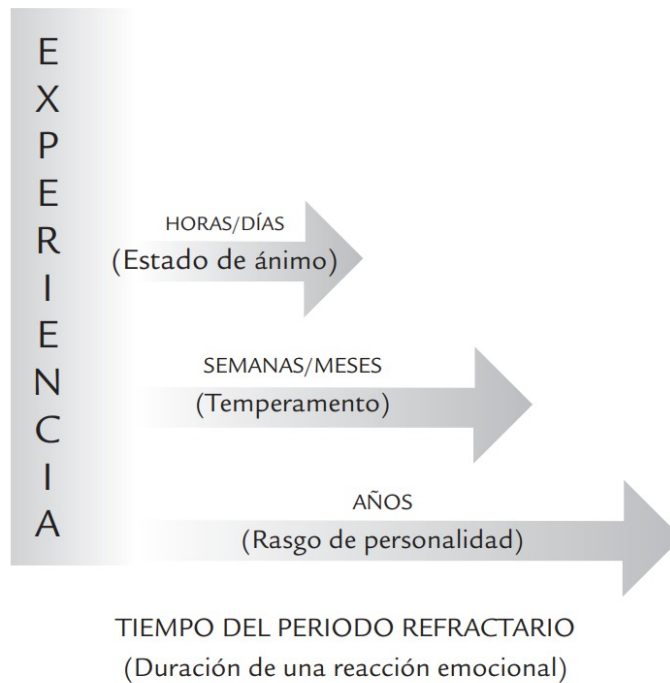 EXPERIENCIA
HORAS/DÍAS
(Estado de ánimo)
SEMANAS/MESES
(Temperamento)
AÑOS
(Rasgo de personalidad)
TIEMPO DEL PERIODO REFRACTARIO
(Duración de una reacción emocional)